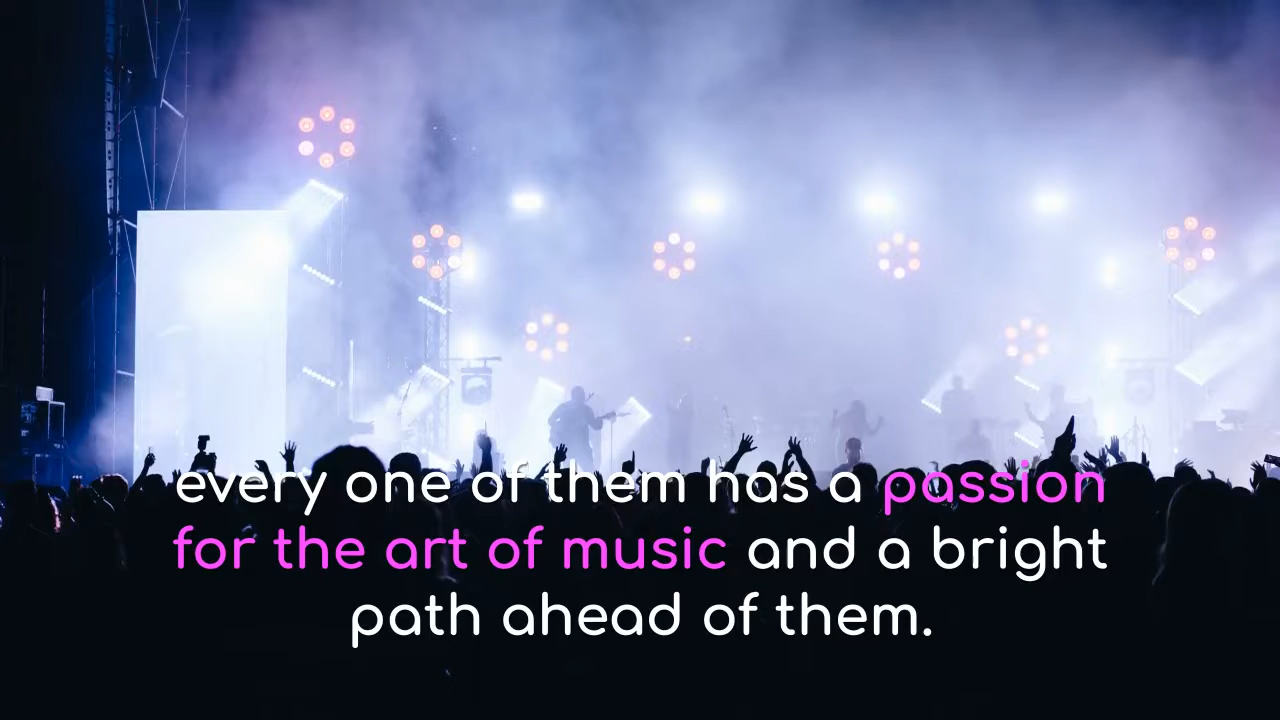 every one of them has a passion
for the art of music and a bright
path ahead of them.